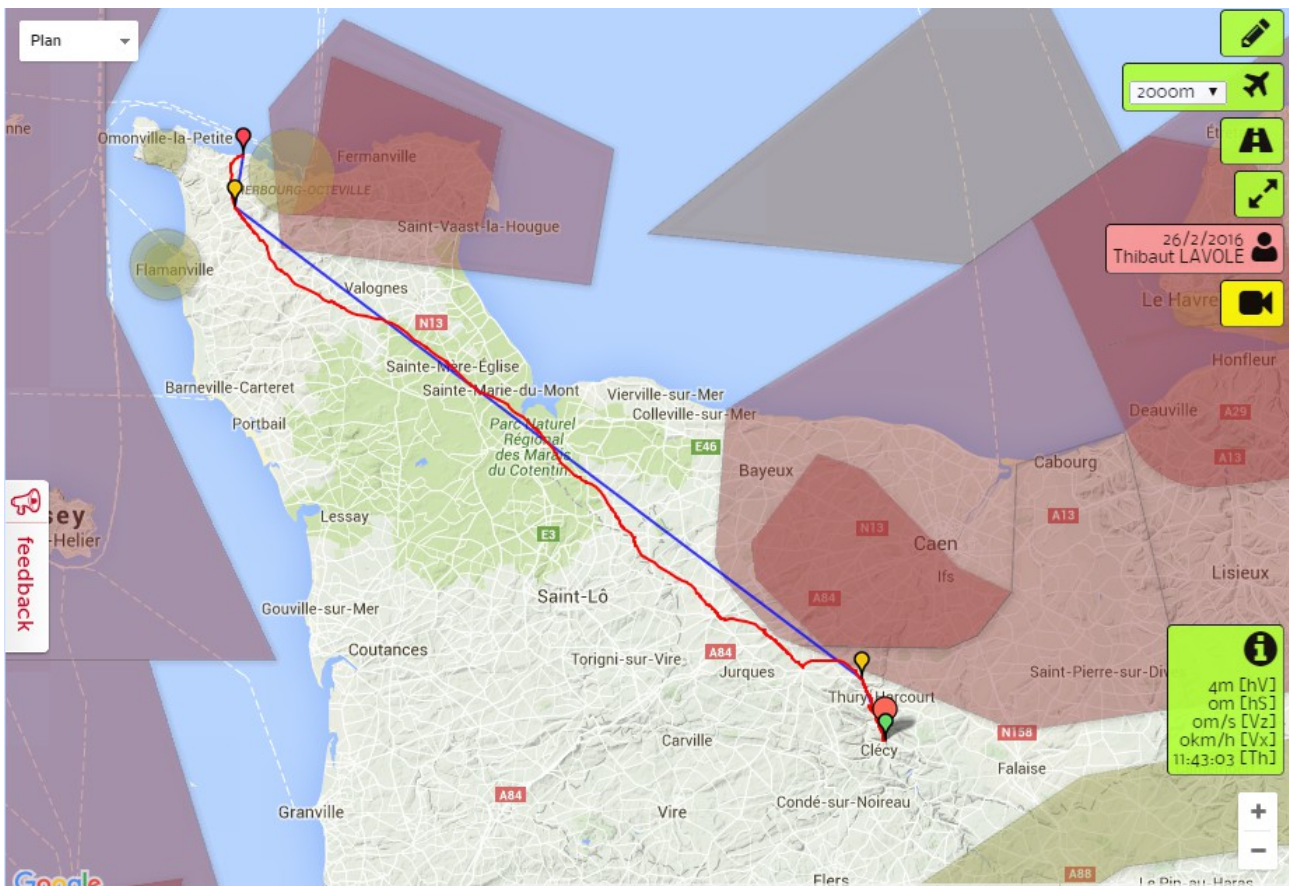 Plan
2000m
nne
Omonville-la-Petite
Ét
Fermanville
HERBOURG-OCTEVILLE
26/2/2016
Thibaut LAVOLE
Saint-Vaast-la-Hougue
Flamanville
Valognes
Le Havre
N13
Honfleur
Sainte-Mère-Église
Barneville-Carteret
Sainte-Marie-du-Mont
Vierville-sur-Mer
Colleville-sur-Mer
Deauville
A29
Portbail
Parc Naturel
Régional
des Marais
du Cotentin
E46
A13
Bayeux
Cabourg
feedback
sey
-Helier
Lessay
E3
N13
A13
Caen
Ifs
Lisieux
Saint-Lô
A84
Gouville-sur-Mer
Coutances
A84
Torigni-sur-Vire
Jurques
Saint-Pierre-sur-Dives
Thury-Harcourt
4m [hV]
0m [hS]
0m/s [Vz]
0km/h [Vx]
11:43:03 [Th]
N158
Carville
Clécy
Falaise
A84
Condé-sur-Noireau
Granville
Vire
+
−
Flers
A88
Le Pin-au-Haras
Google